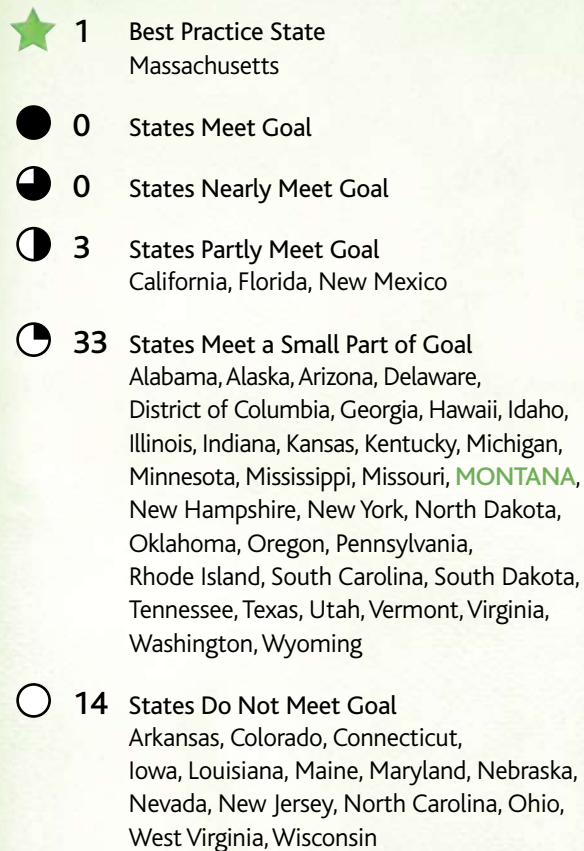 1 Best Practice State
Massachusetts
0 States Meet Goal
0 States Nearly Meet Goal
3 States Partly Meet Goal
California, Florida, New Mexico
33 States Meet a Small Part of Goal
Alabama, Alaska, Arizona, Delaware,
District of Columbia, Georgia, Hawaii, Idaho,
Illinois, Indiana, Kansas, Kentucky, Michigan,
Minnesota, Mississippi, Missouri, MONTANA,
New Hampshire, New York, North Dakota,
Oklahoma, Oregon, Pennsylvania,
Rhode Island, South Carolina, South Dakota,
Tennessee, Texas, Utah, Vermont, Virginia,
Washington, Wyoming
14 States Do Not Meet Goal
Arkansas, Colorado, Connecticut,
Iowa, Louisiana, Maine, Maryland, Nebraska,
Nevada, New Jersey, North Carolina, Ohio,
West Virginia, Wisconsin